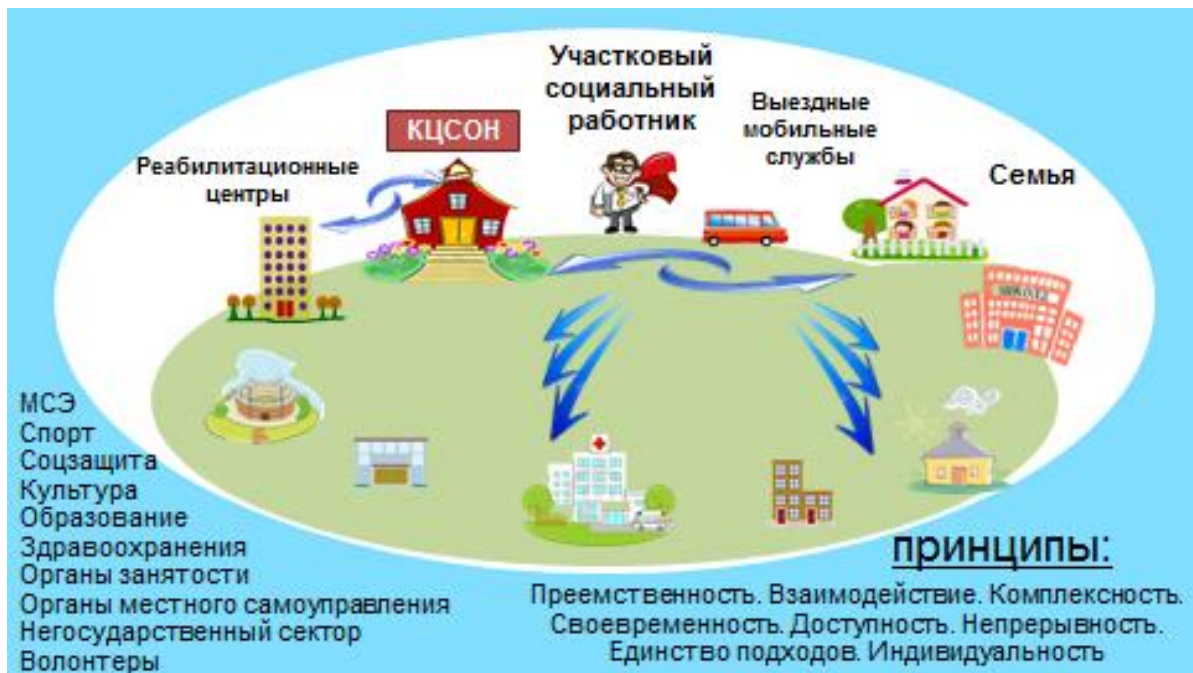 Участковый
социальный
работник
КЦСОН
Выездные
мобильные
службы
Реабилитационные
центры
Семья
ШКОЛА
МСЭ
Спорт
Соцзащита
Культура
Образование
Здравоохранения
Органы занятости
Органы местного самоуправления
Негосударственный сектор
Волонтеры
принципы:
Преемственность. Взаимодействие. Комплексность.
Своевременность. Доступность. Непрерывность.
Единство подходов. Индивидуальность